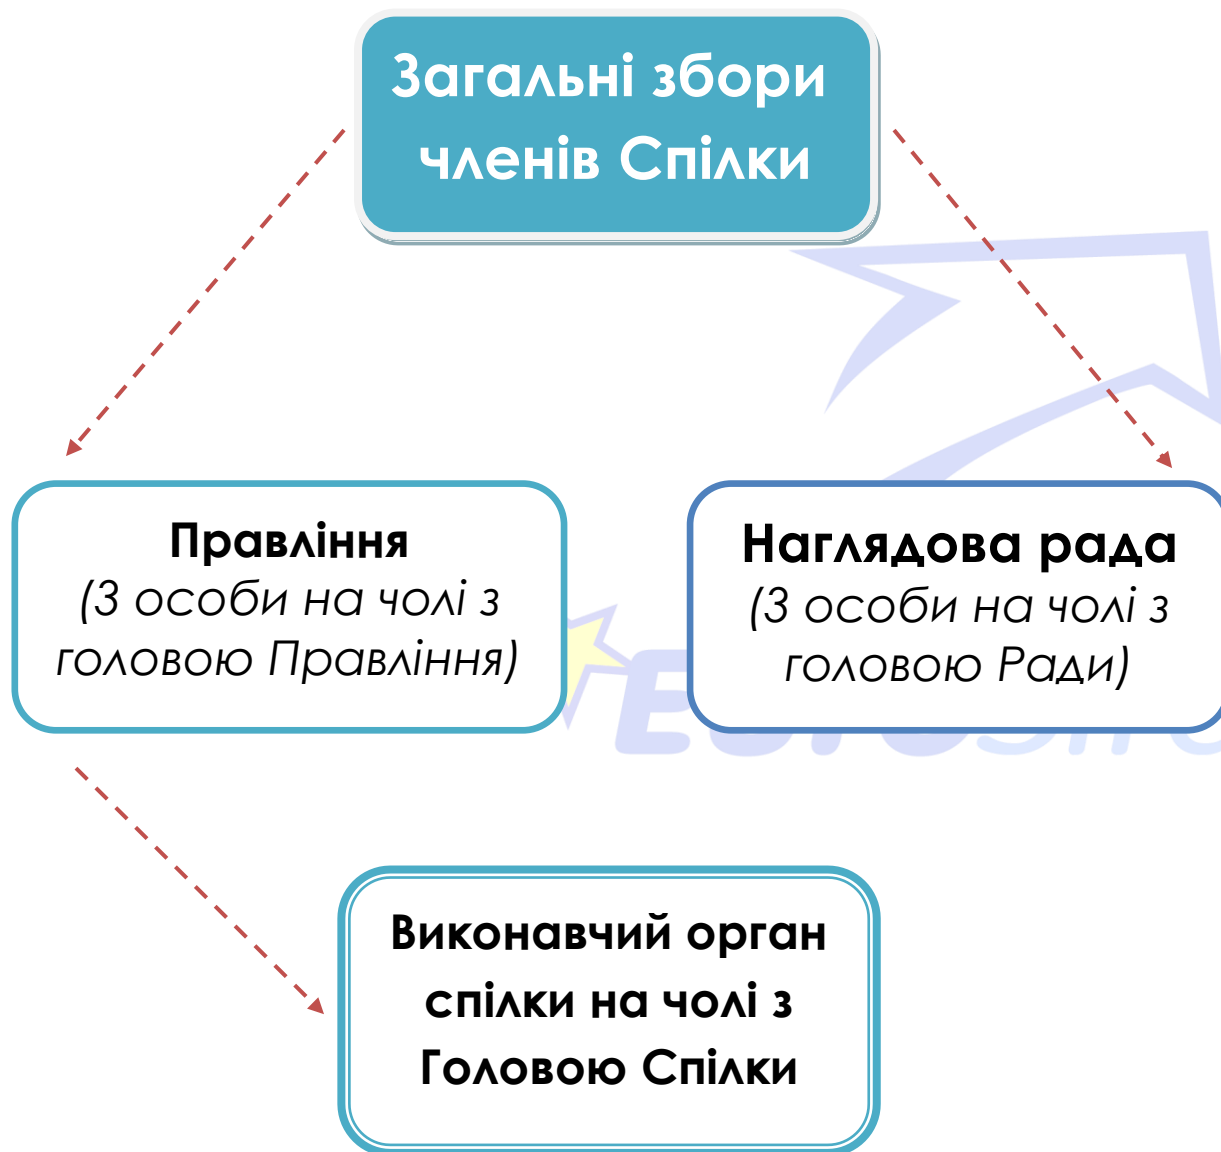 Загальні збори
членів Спілки
Правління
(3 особи на чолі з
головою Правління)
Наглядова рада
(3 особи на чолі з
головою Ради)
Виконавчий орган
спілки на чолі з
Головою Спілки